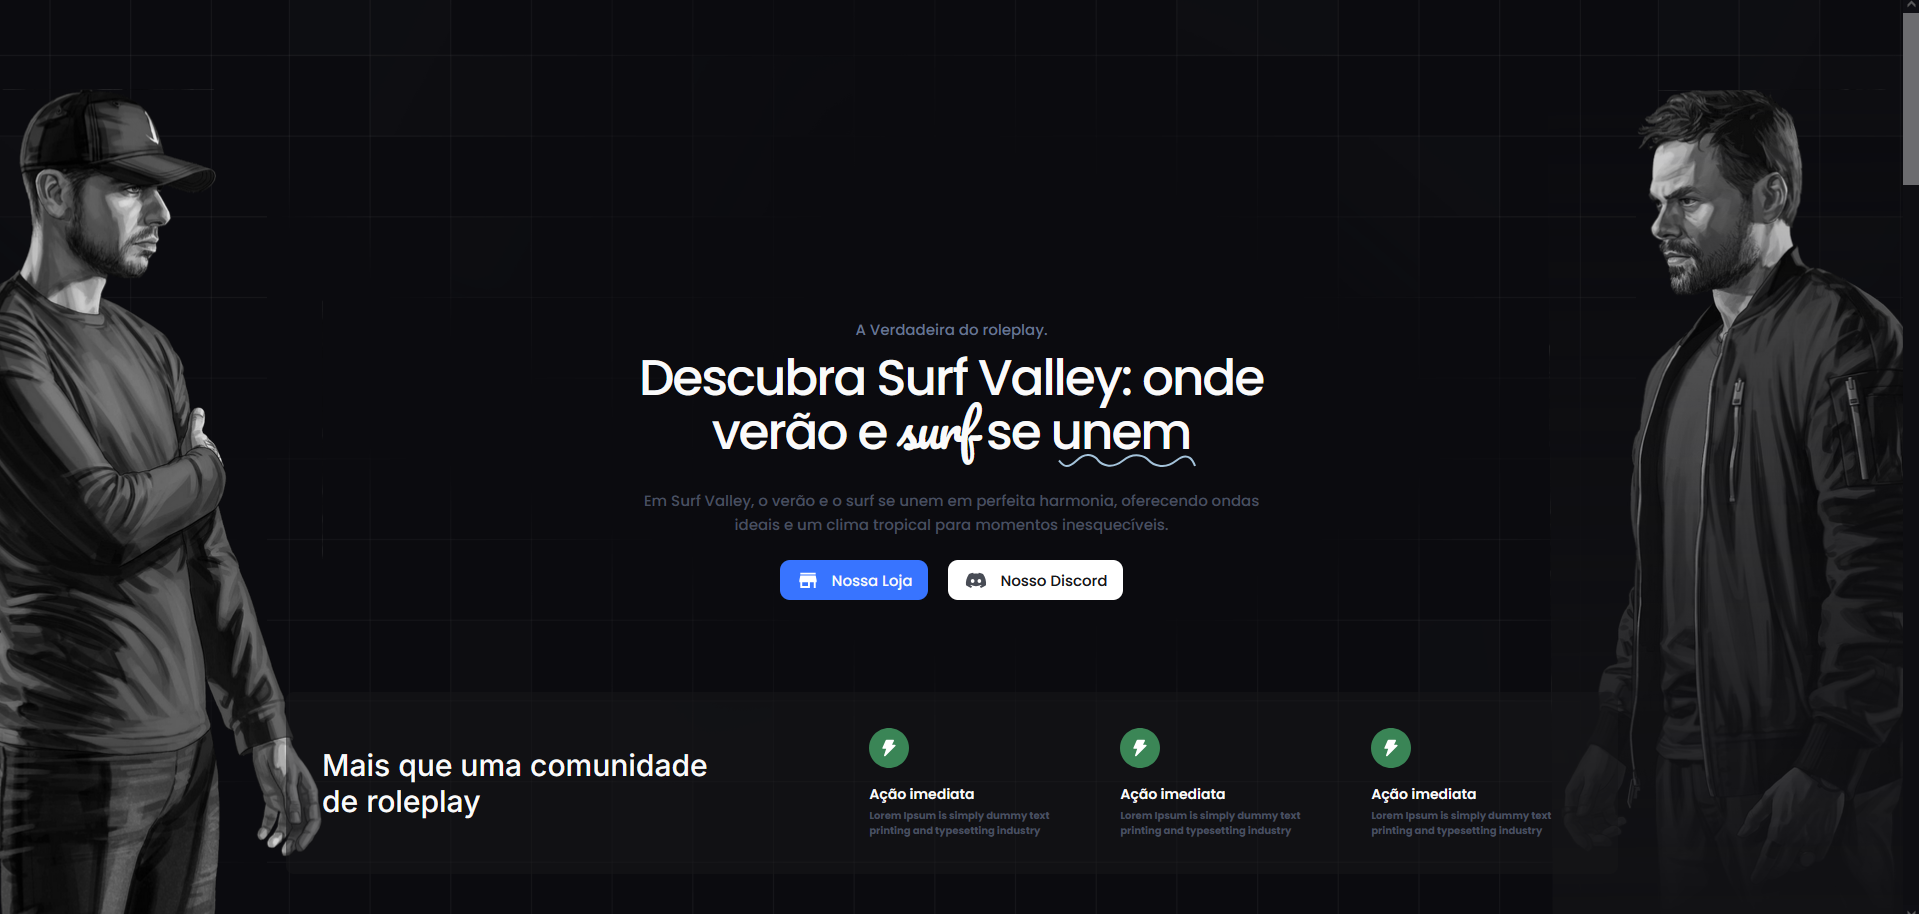 A Verdadeira do roleplay.
Descubra Surf Valley: onde
verão e surf se unem
Em Surf Valley, o verão e o surf se unem em perfeita harmonia, oferecendo ondas
ideais e um clima tropical para momentos inesquecíveis.
Nossa Loja
Nosso Discord
Mais que uma comunidade
de roleplay
Ação imediata
Lorem Ipsum is simply dummy text
printing and typesetting industry
Ação imediata
Lorem Ipsum is simply dummy text
printing and typesetting industry
Ação imediata
Lorem Ipsum is simply dummy text
printing and typesetting industry